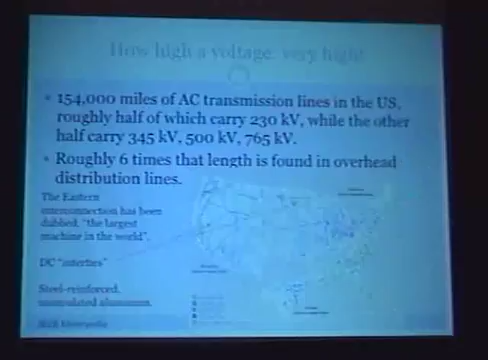 How high a voltage, very high!
• 154,000 miles of AC transmission lines in the US,
roughly half of which carry 230 kV, while the other
half carry 345 kV, 500 kV, 765 kV.
• Roughly 6 times that length is found in overhead
distribution lines.
The Eastern
interconnection has been
dubbed, "the largest
machine in the world".
DC "interties"
Steel-reinforced,
uninsulated aluminum.